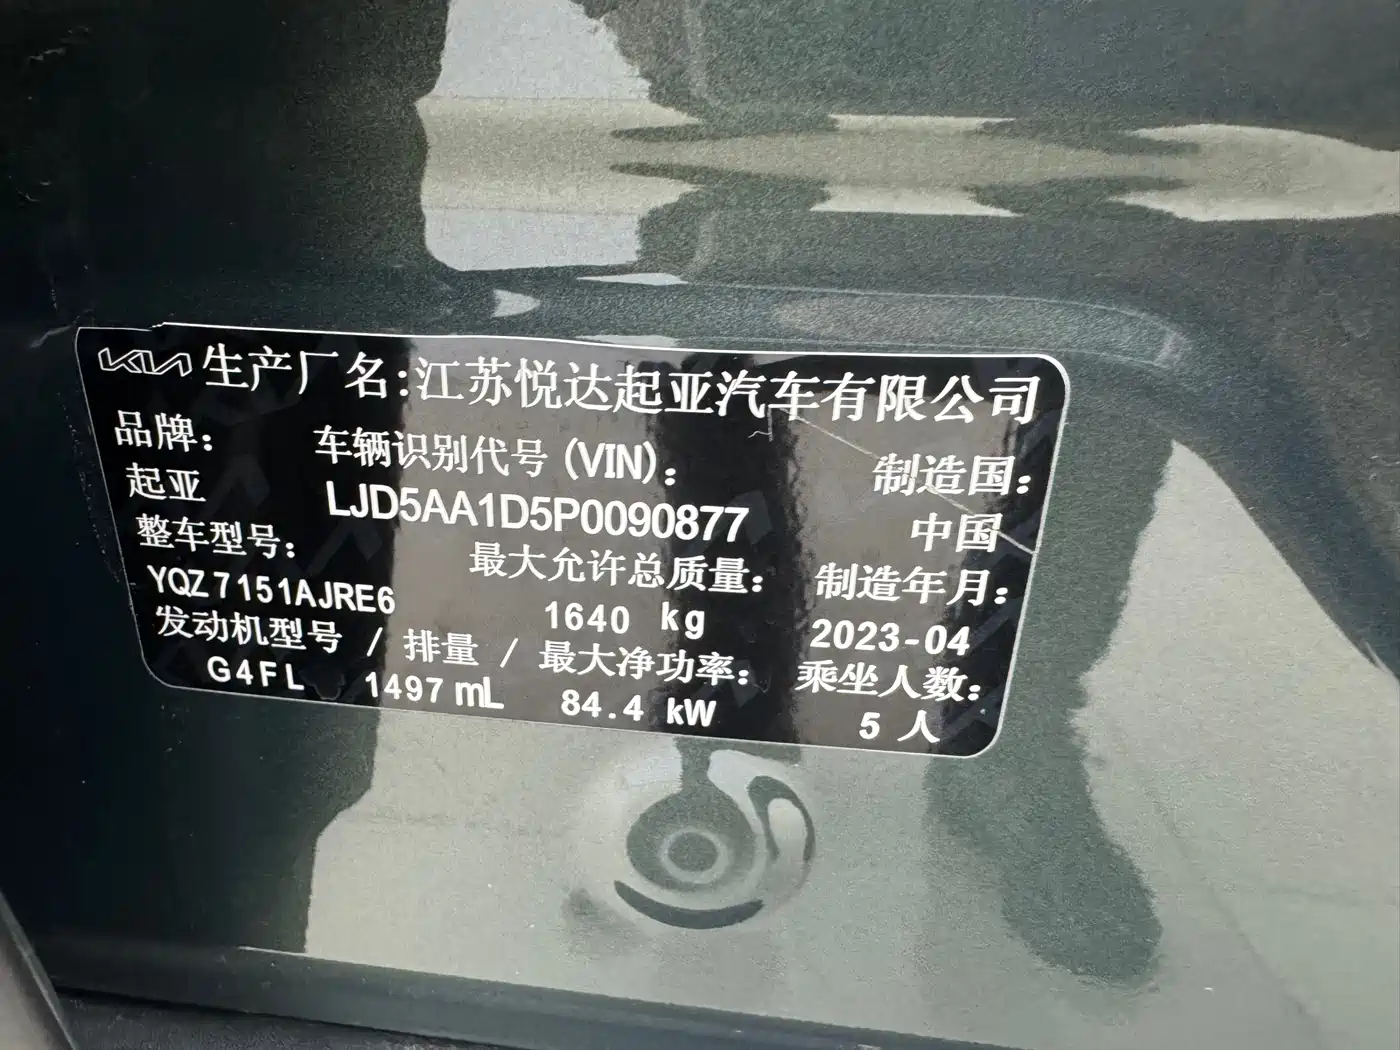 KIA 生产厂名:江苏悦达起亚汽车有限公司
品牌: 车辆识别代号 (VIN): 制造国:
起亚 LJD5AA1D5P0090877 中国
整车型号: 最大允许总质量: 制造年月:
YQZ7151AJRE6 1640 kg 2023-04
发动机型号 / 排量 / 最大净功率: 乘坐人数:
G4FL 1497 mL 84.4 kW 5 人